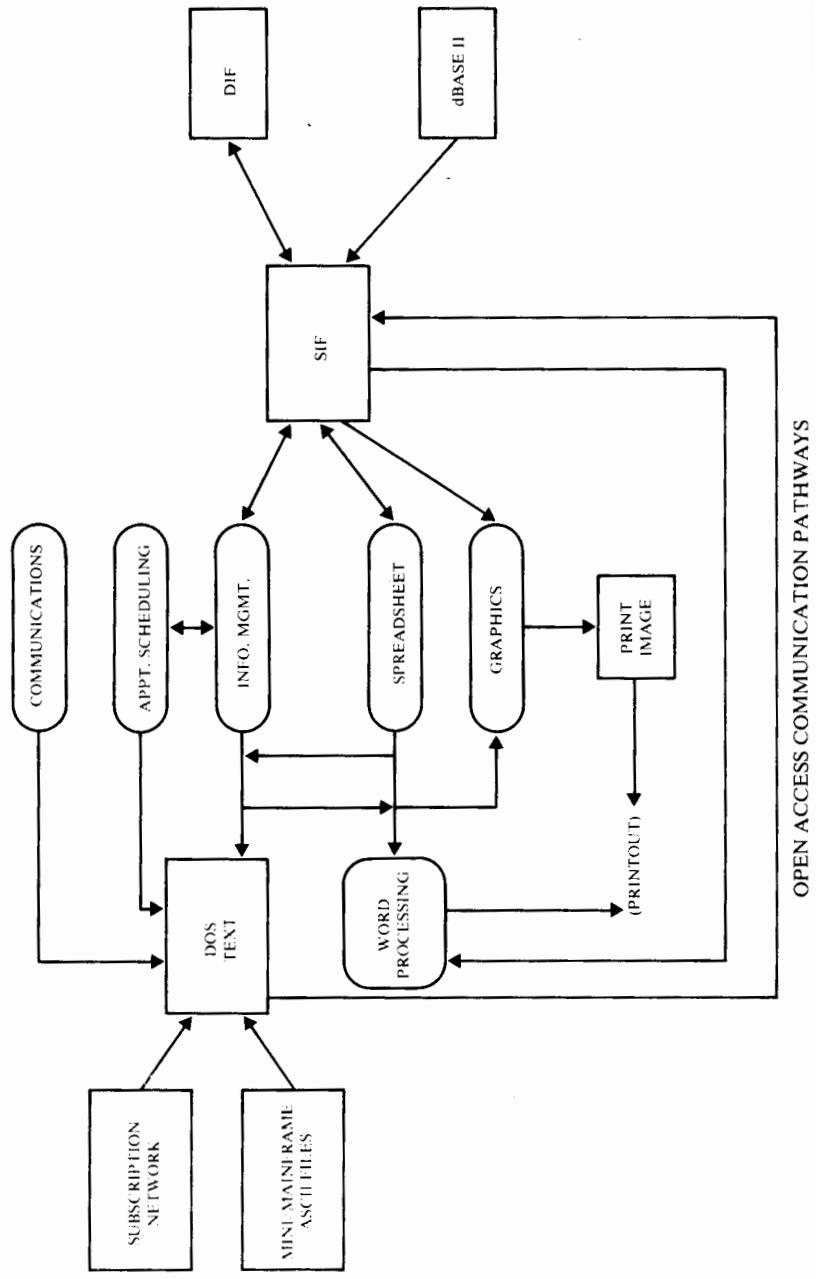 DIF
dBASE II
SIF
COMMUNICATIONS
APPT. SCHEDULING
INFO. MGMT.
SPREADSHEET
GRAPHICS
PRINT
IMAGE
DOS
TEXT
WORD
PROCESSING
(PRINTOUT)
SUBSCRIPTION
NETWORK
MINI-MAINFRAME
ASCII FILES
OPEN ACCESS COMMUNICATION PATHWAYS